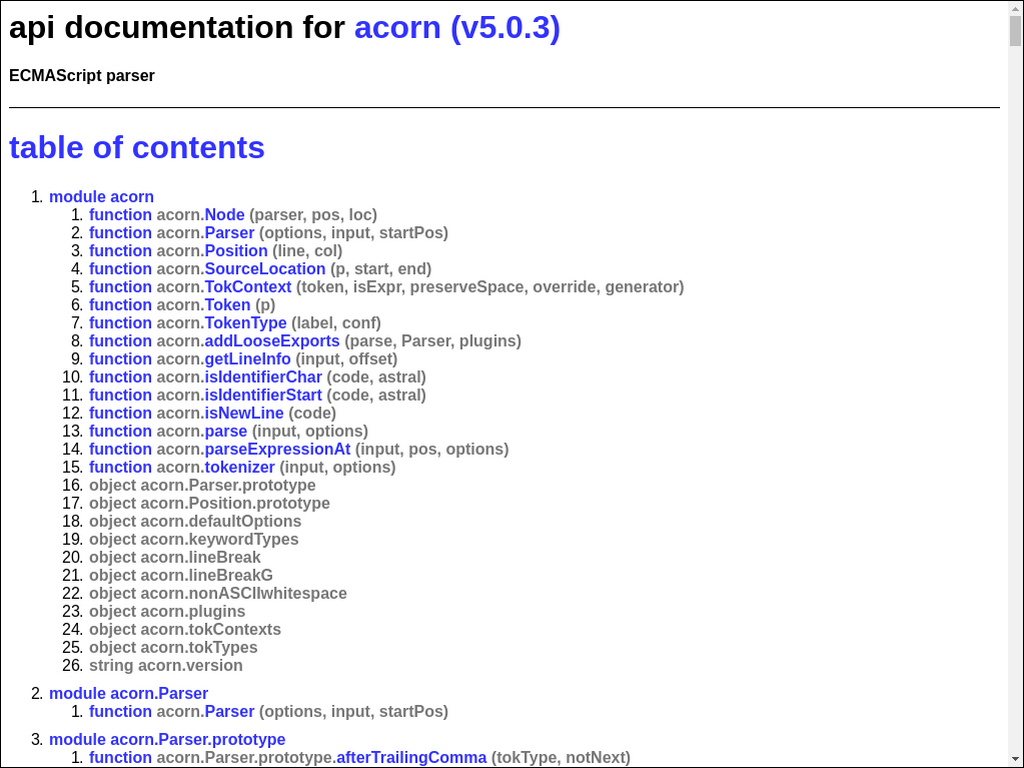 api documentation for acorn (v5.0.3)
ECMAScript parser
table of contents
1. module acorn
1. function acorn.Node (parser, pos, loc)
2. function acorn.Parser (options, input, startPos)
3. function acorn.Position (line, col)
4. function acorn.SourceLocation (p, start, end)
5. function acorn.TokContext (token, isExpr, preserveSpace, override, generator)
6. function acorn.Token (p)
7. function acorn.TokenType (label, conf)
8. function acorn.addLooseExports (parse, Parser, plugins)
9. function acorn.getLineInfo (input, offset)
10. function acorn.isIdentifierChar (code, astral)
11. function acorn.isIdentifierStart (code, astral)
12. function acorn.isNewLine (code)
13. function acorn.parse (input, options)
14. function acorn.parseExpressionAt (input, pos, options)
15. function acorn.tokenizer (input, options)
16. object acorn.Parser.prototype
17. object acorn.Position.prototype
18. object acorn.defaultOptions
19. object acorn.keywordTypes
20. object acorn.lineBreak
21. object acorn.lineBreakG
22. object acorn.nonASCIIwhitespace
23. object acorn.plugins
24. object acorn.tokContexts
25. object acorn.tokTypes
26. string acorn.version
2. module acorn.Parser
1. function acorn.Parser (options, input, startPos)
3. module acorn.Parser.prototype
1. function acorn.Parser.prototype.afterTrailingComma (tokType, notNext)